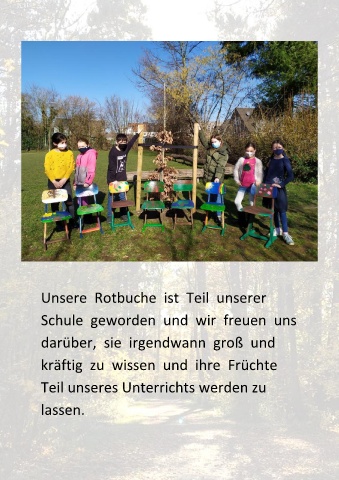 Unsere Rotbuche ist Teil unserer
Schule geworden und wir freuen uns
darüber, sie irgendwann groß und
kräftig zu wissen und ihre Früchte
Teil unseres Unterrichts werden zu
lassen.